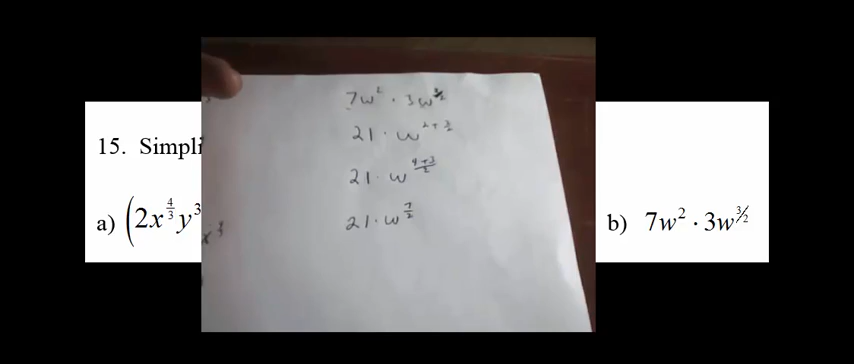 15. Simpli
a) (2x^{4/3}y^3
7w^2 · 3w^{3/2}
21 · w^{2+3/2}
21 · w^{\frac{4+3}{2}}
21 · w^{7/2}
b) 7w^2 · 3w^{3/2}